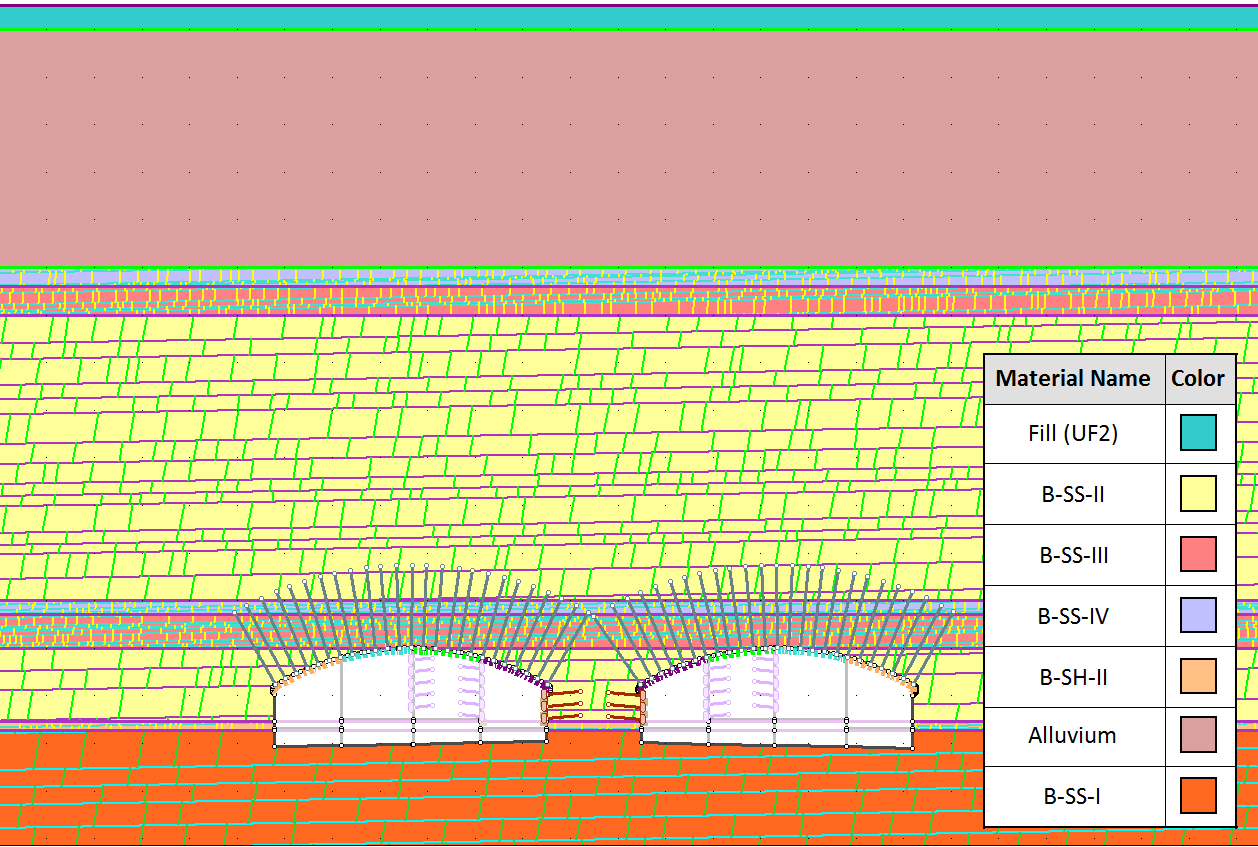 Material Name Color
Fill (UF2)
B-SS-II
B-SS-III
B-SS-IV
B-SH-II
Alluvium
B-SS-I